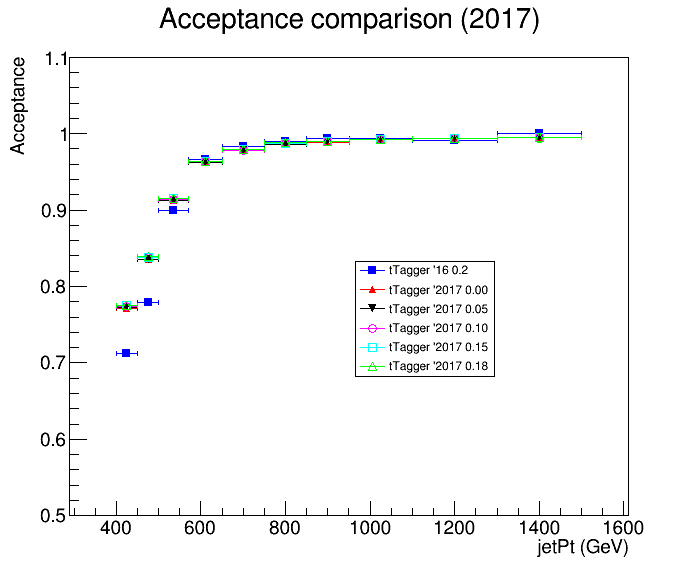 Acceptance comparison (2017)
Acceptance
1.1
1
0.9
0.8
0.7
0.6
0.5
tTagger '16 0.2
tTagger '2017 0.00
tTagger '2017 0.05
tTagger '2017 0.10
tTagger '2017 0.15
tTagger '2017 0.18
400 600 800 1000 1200 1400 1600
jetPt (GeV)